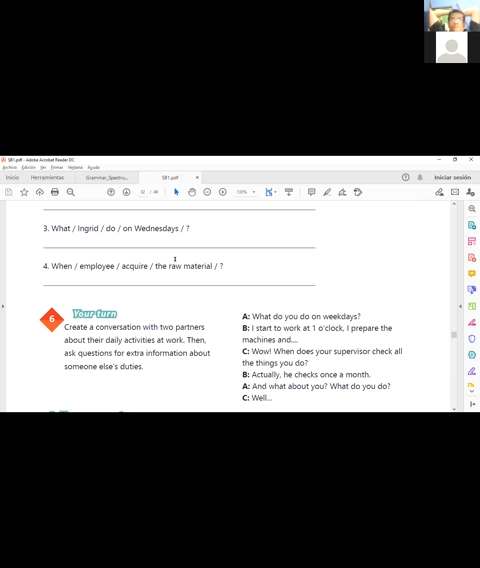 SB1.pdf - Adobe Acrobat Reader DC
Archivo Edición Ver Firmar Ventana Ayuda
Inicio Herramientas Grammar_Spectru... SB1.pdf × Iniciar sesión
32 / 48 135%
3. What / Ingrid / do / on Wednesdays / ?
4. When / employee / acquire / the raw material / ?
6 Your turn
Create a conversation with two partners
about their daily activities at work. Then,
ask questions for extra information about
someone else's duties.
A: What do you do on weekdays?
B: I start to work at 1 o'clock, I prepare the
machines and....
C: Wow! When does your supervisor check all
the things you do?
B: Actually, he checks once a month.
A: And what about you? What do you do?
C: Well...